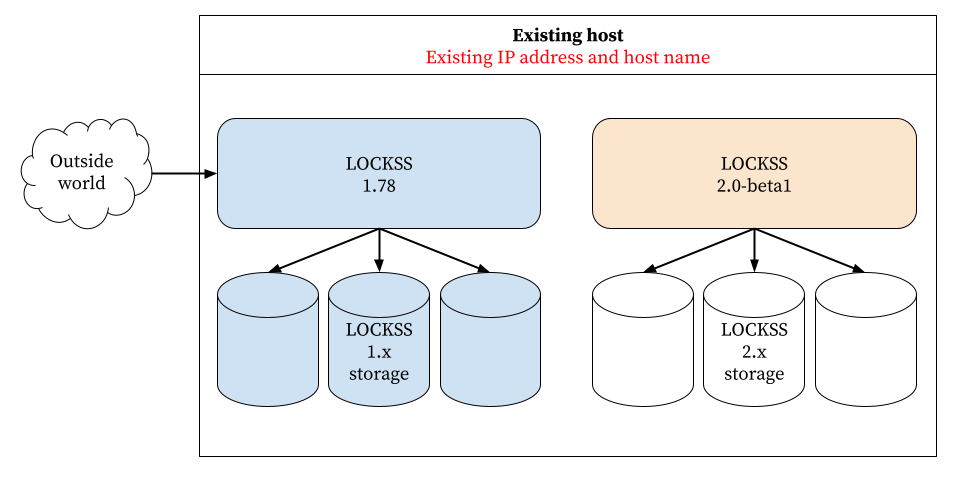 Existing host
Existing IP address and host name
Outside
world
LOCKSS
1.78
LOCKSS
2.0-beta1
LOCKSS
1.x
storage
LOCKSS
2.x
storage